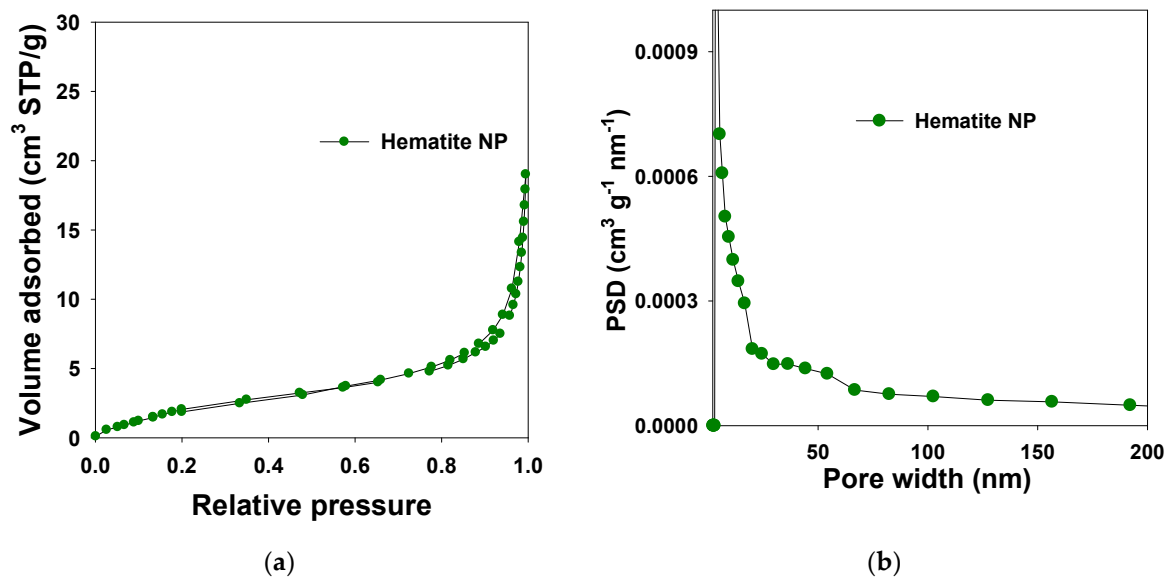 30
25
20
15
10
5
0
Volume adsorbed (cm³ STP/g)
Hematite NP
0.0 0.2 0.4 0.6 0.8 1.0
Relative pressure
(a)
0.0009
0.0006
0.0003
0.0000
PSD (cm³ g⁻¹ nm⁻¹)
Hematite NP
50 100 150 200
Pore width (nm)
(b)